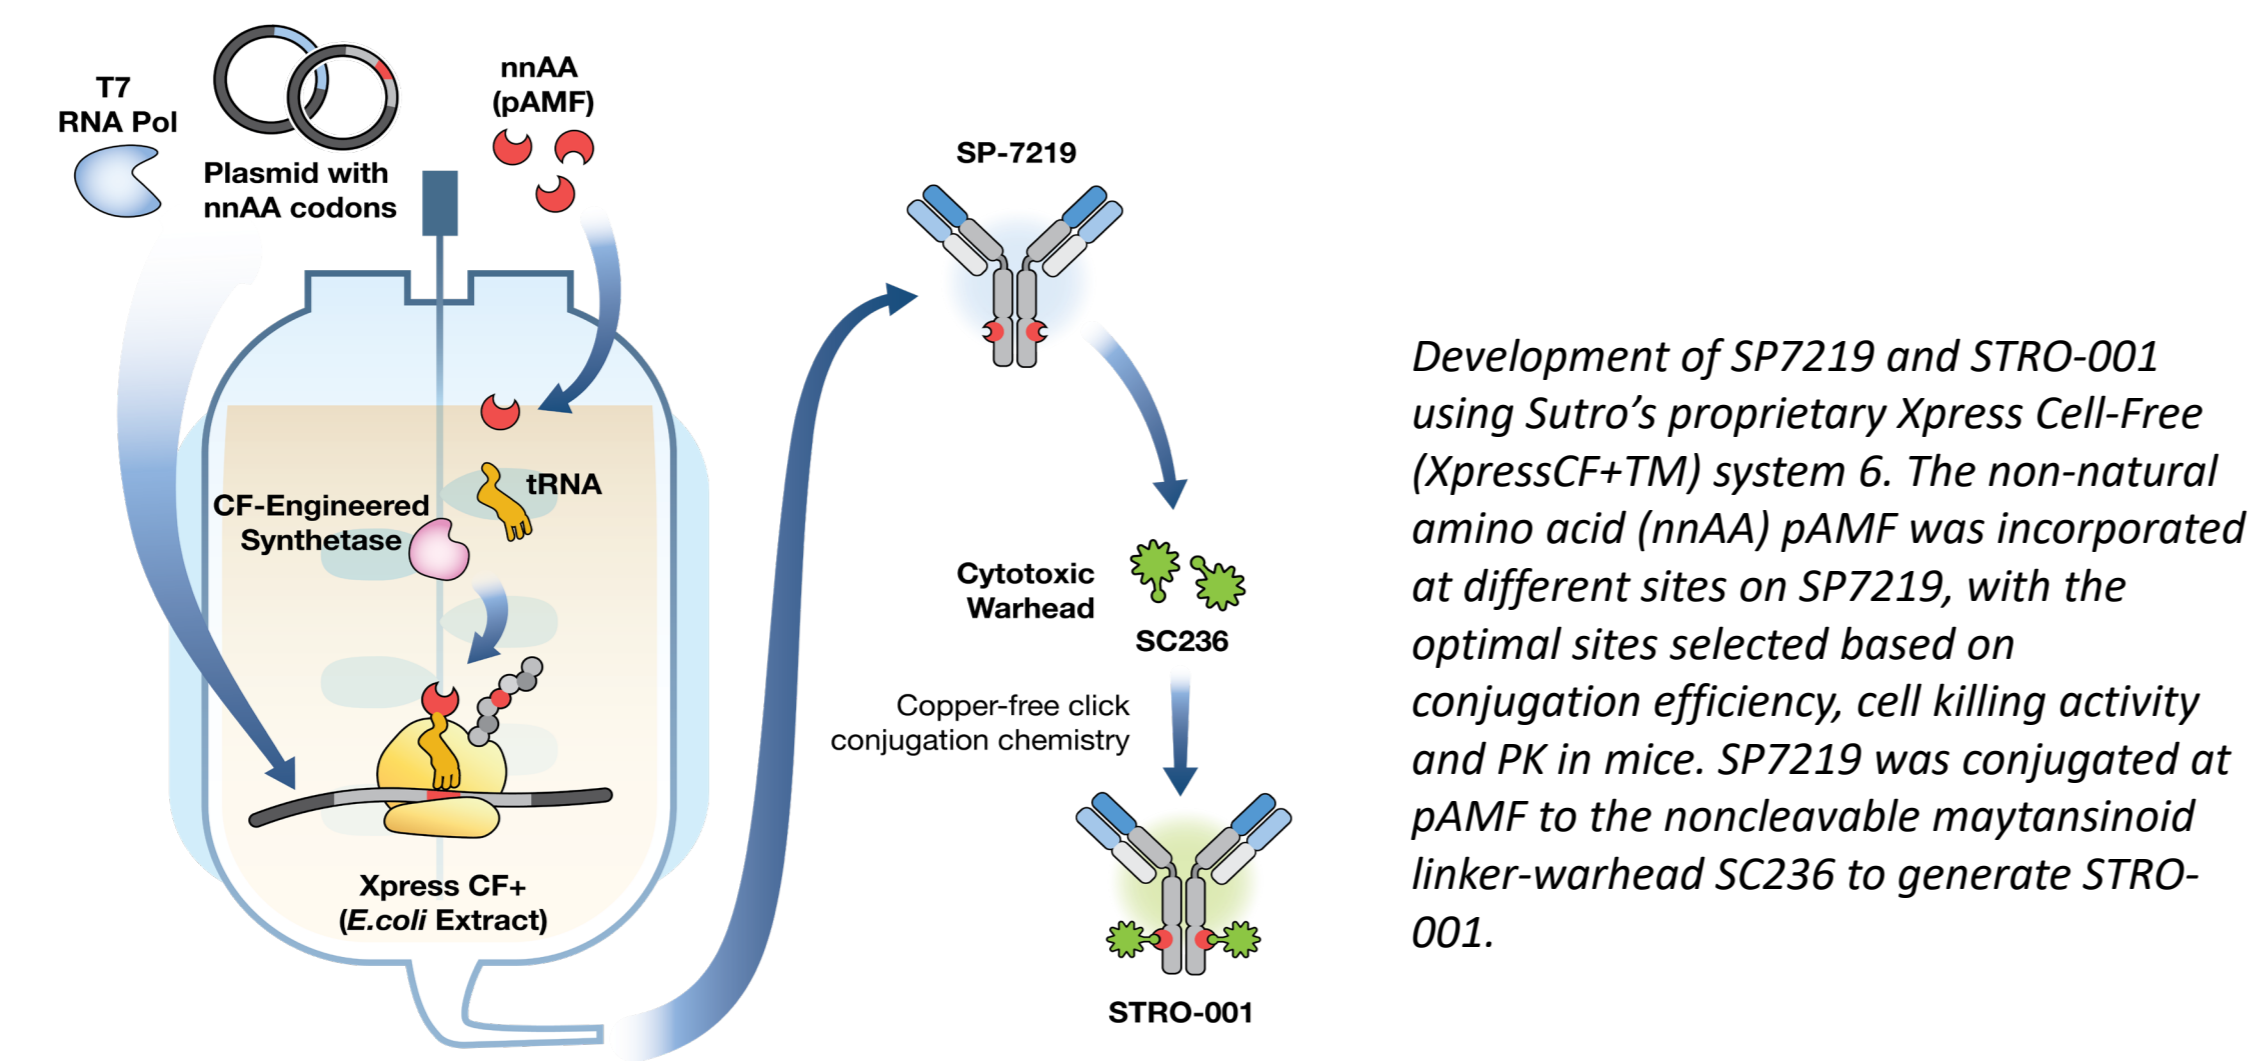 T7
RNA Pol
Plasmid with
nnAA codons
nnAA
(pAMF)
CF-Engineered
Synthetase
tRNA
Xpress CF+
(E.coli Extract)
SP-7219
Cytotoxic
Warhead
SC236
Copper-free click
conjugation chemistry
STRO-001
Development of SP7219 and STRO-001
using Sutro’s proprietary Xpress Cell-Free
(XpressCF+TM) system 6. The non-natural
amino acid (nnAA) pAMF was incorporated
at different sites on SP7219, with the
optimal sites selected based on
conjugation efficiency, cell killing activity
and PK in mice. SP7219 was conjugated at
pAMF to the noncleavable maytansinoid
linker-warhead SC236 to generate STRO-
001.